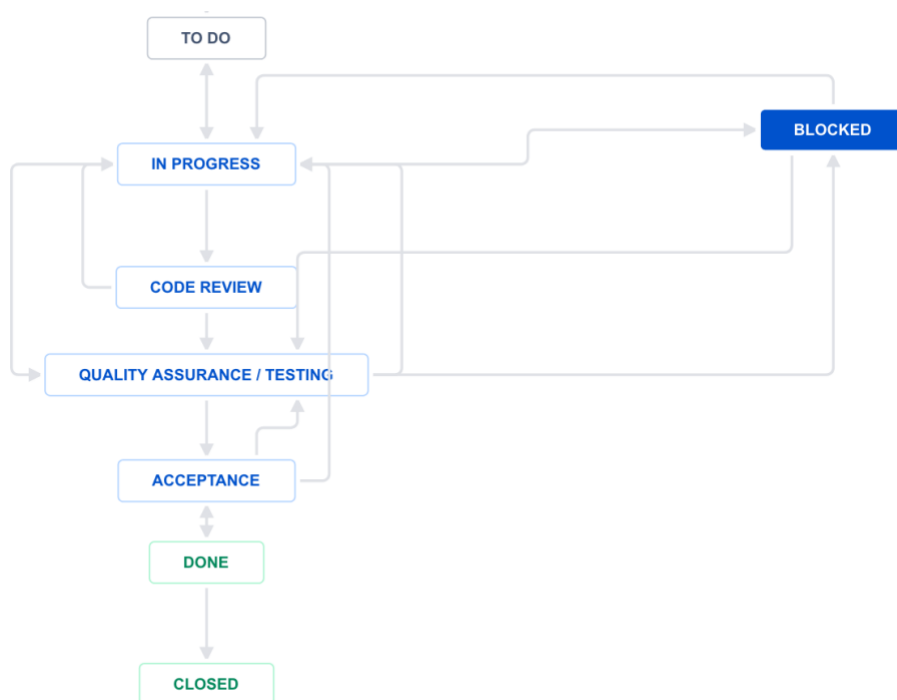 TO DO
BLOCKED
IN PROGRESS
CODE REVIEW
QUALITY ASSURANCE / TESTING
ACCEPTANCE
DONE
CLOSED